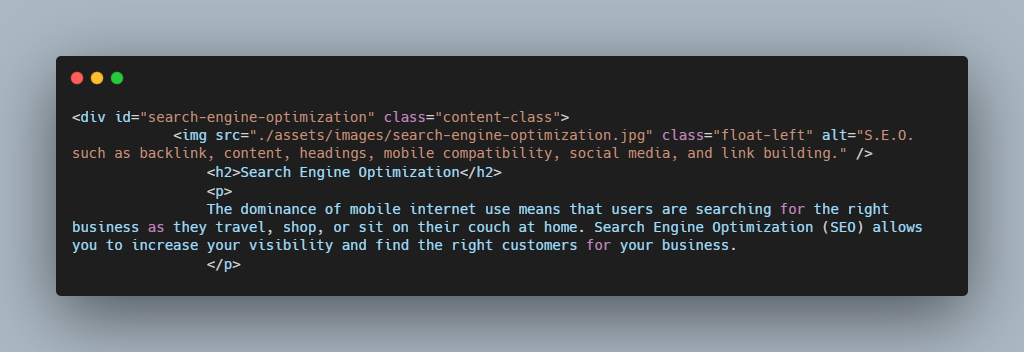 <div id="search-engine-optimization" class="content-class">
<img src="./assets/images/search-engine-optimization.jpg" class="float-left" alt="S.E.O.
such as backlink, content, headings, mobile compatibility, social media, and link building." />
<h2>Search Engine Optimization</h2>
<p>
The dominance of mobile internet use means that users are searching for the right
business as they travel, shop, or sit on their couch at home. Search Engine Optimization (SEO) allows
you to increase your visibility and find the right customers for your business.
</p>